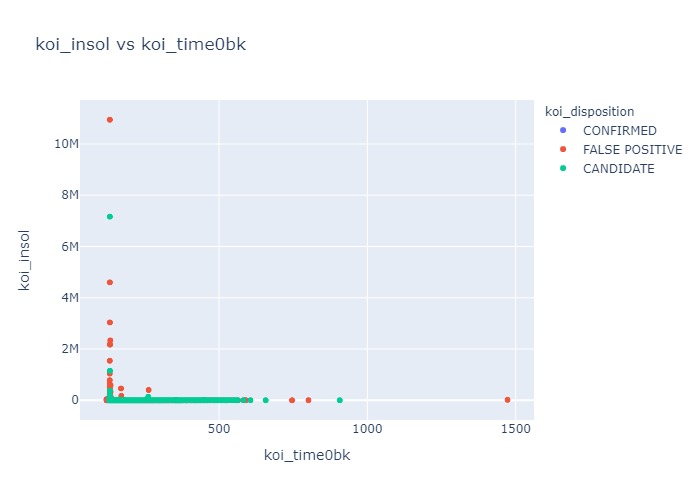 koi_insol vs koi_time0bk
koi_disposition
CONFIRMED
FALSE POSITIVE
CANDIDATE
10M
8M
6M
4M
2M
0
koi_insol
500
1000
1500
koi_time0bk